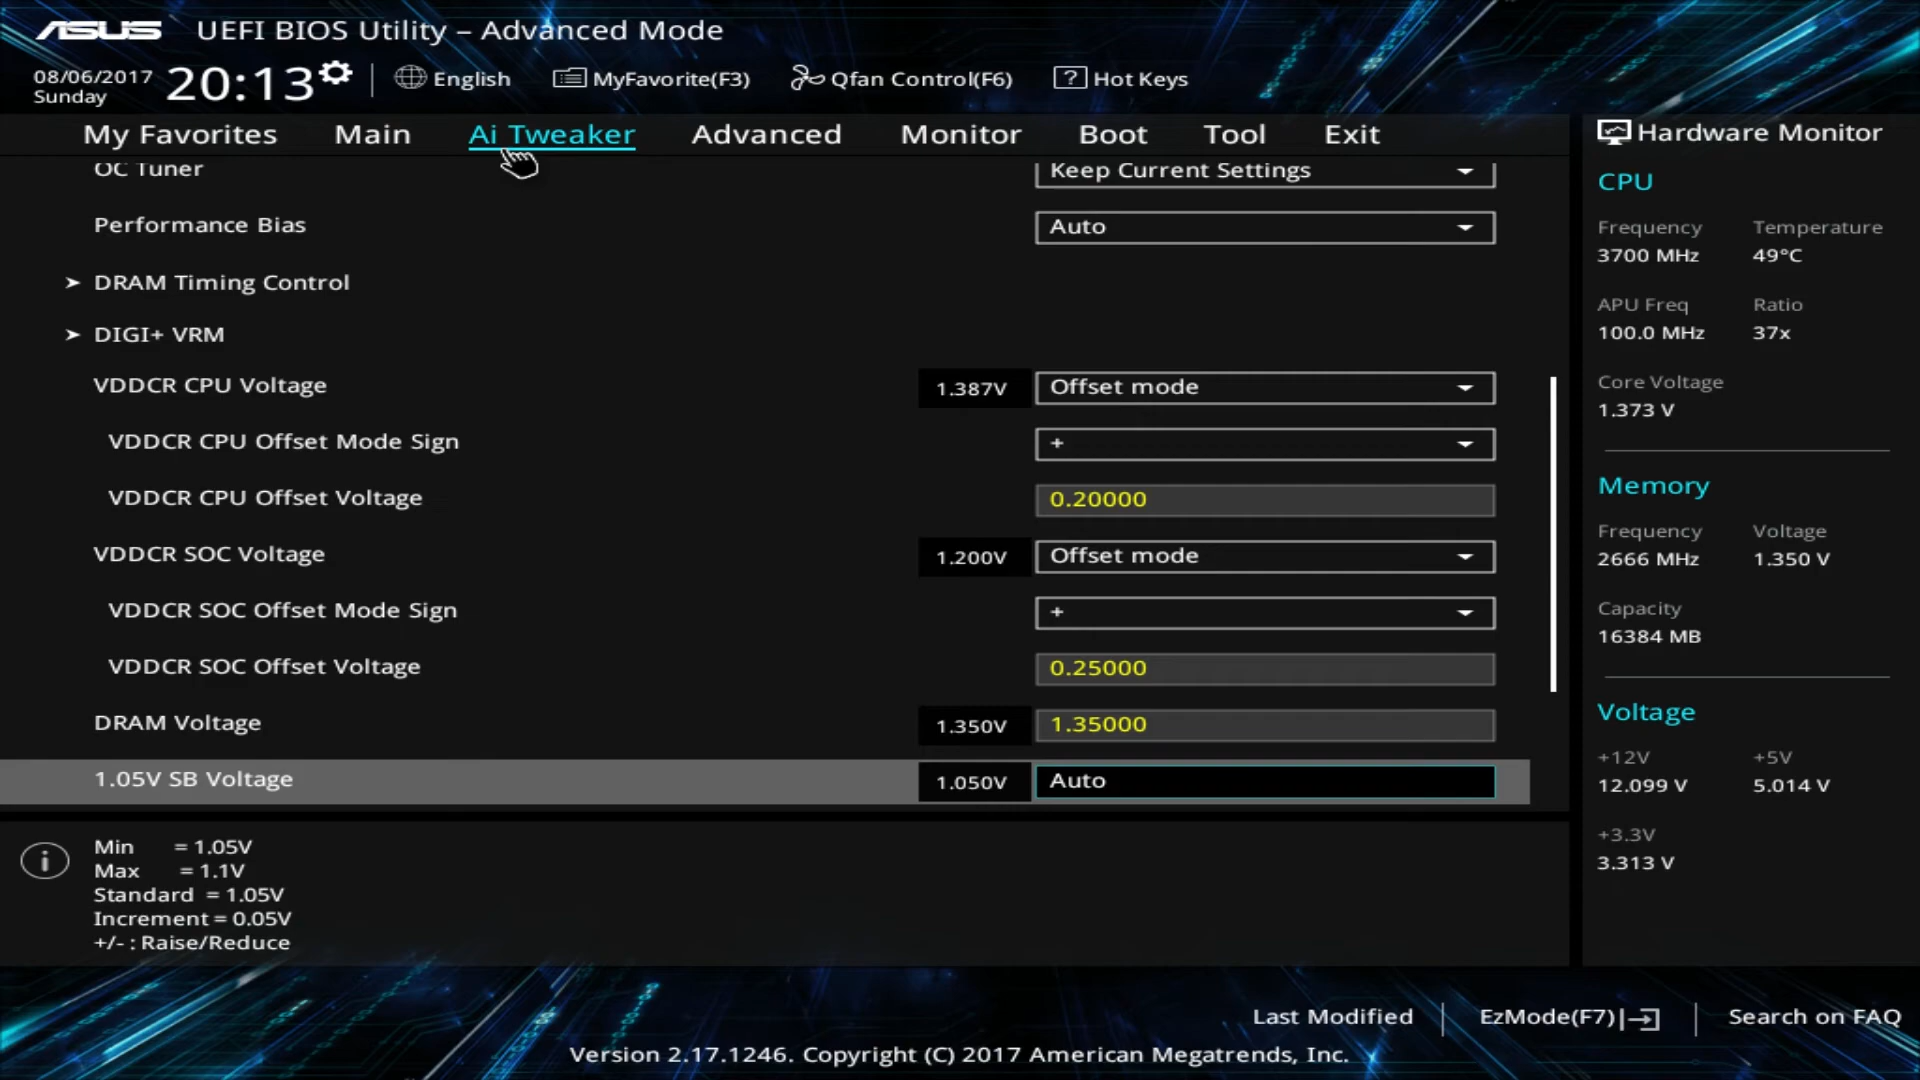 ASUS UEFI BIOS Utility – Advanced Mode
08/06/2017
Sunday
20:13
English
MyFavorite(F3)
Qfan Control(F6)
? Hot Keys
My Favorites Main Ai Tweaker Advanced Monitor Boot Tool Exit
OC Tuner Keep Current Settings
Performance Bias Auto
> DRAM Timing Control
> DIGI+ VRM
VDDCR CPU Voltage 1.387V Offset mode
VDDCR CPU Offset Mode Sign +
VDDCR CPU Offset Voltage 0.20000
VDDCR SOC Voltage 1.200V Offset mode
VDDCR SOC Offset Mode Sign +
VDDCR SOC Offset Voltage 0.25000
DRAM Voltage 1.350V 1.35000
1.05V SB Voltage 1.050V Auto
i
Min = 1.05V
Max = 1.1V
Standard = 1.05V
Increment = 0.05V
+/- : Raise/Reduce
Hardware Monitor
CPU
Frequency Temperature
3700 MHz 49°C
APU Freq Ratio
100.0 MHz 37x
Core Voltage
1.373 V
Memory
Frequency Voltage
2666 MHz 1.350 V
Capacity
16384 MB
Voltage
+12V +5V
12.099 V 5.014 V
+3.3V
3.313 V
Last Modified EzMode(F7) Search on FAQ
Version 2.17.1246. Copyright (C) 2017 American Megatrends, Inc.